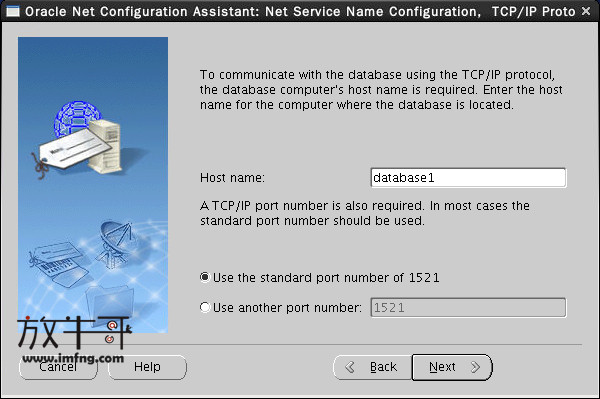 Oracle Net Configuration Assistant: Net Service Name Configuration, TCP/IP Proto
To communicate with the database using the TCP/IP protocol,
the database computer's host name is required. Enter the host
name for the computer where the database is located.
Host name: database1
A TCP/IP port number is also required. In most cases the
standard port number should be used.
Use the standard port number of 1521
Use another port number: 1521
放牛哥
www.imfng.com
Cancel Help Back Next